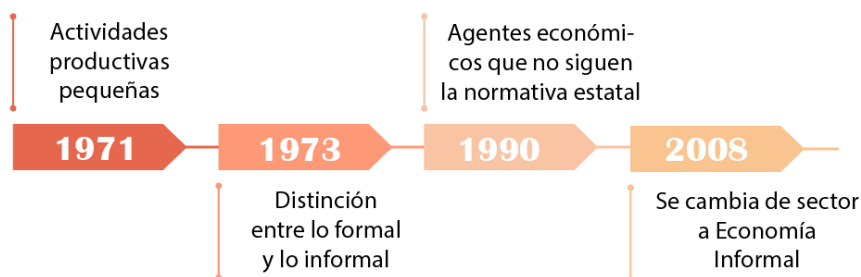 Actividades
productivas
pequeñas
Agentes económi-
cos que no siguen
la normativa estatal
1971
1973
1990
2008
Distinción
entre lo formal
y lo informal
Se cambia de sector
a Economía
Informal